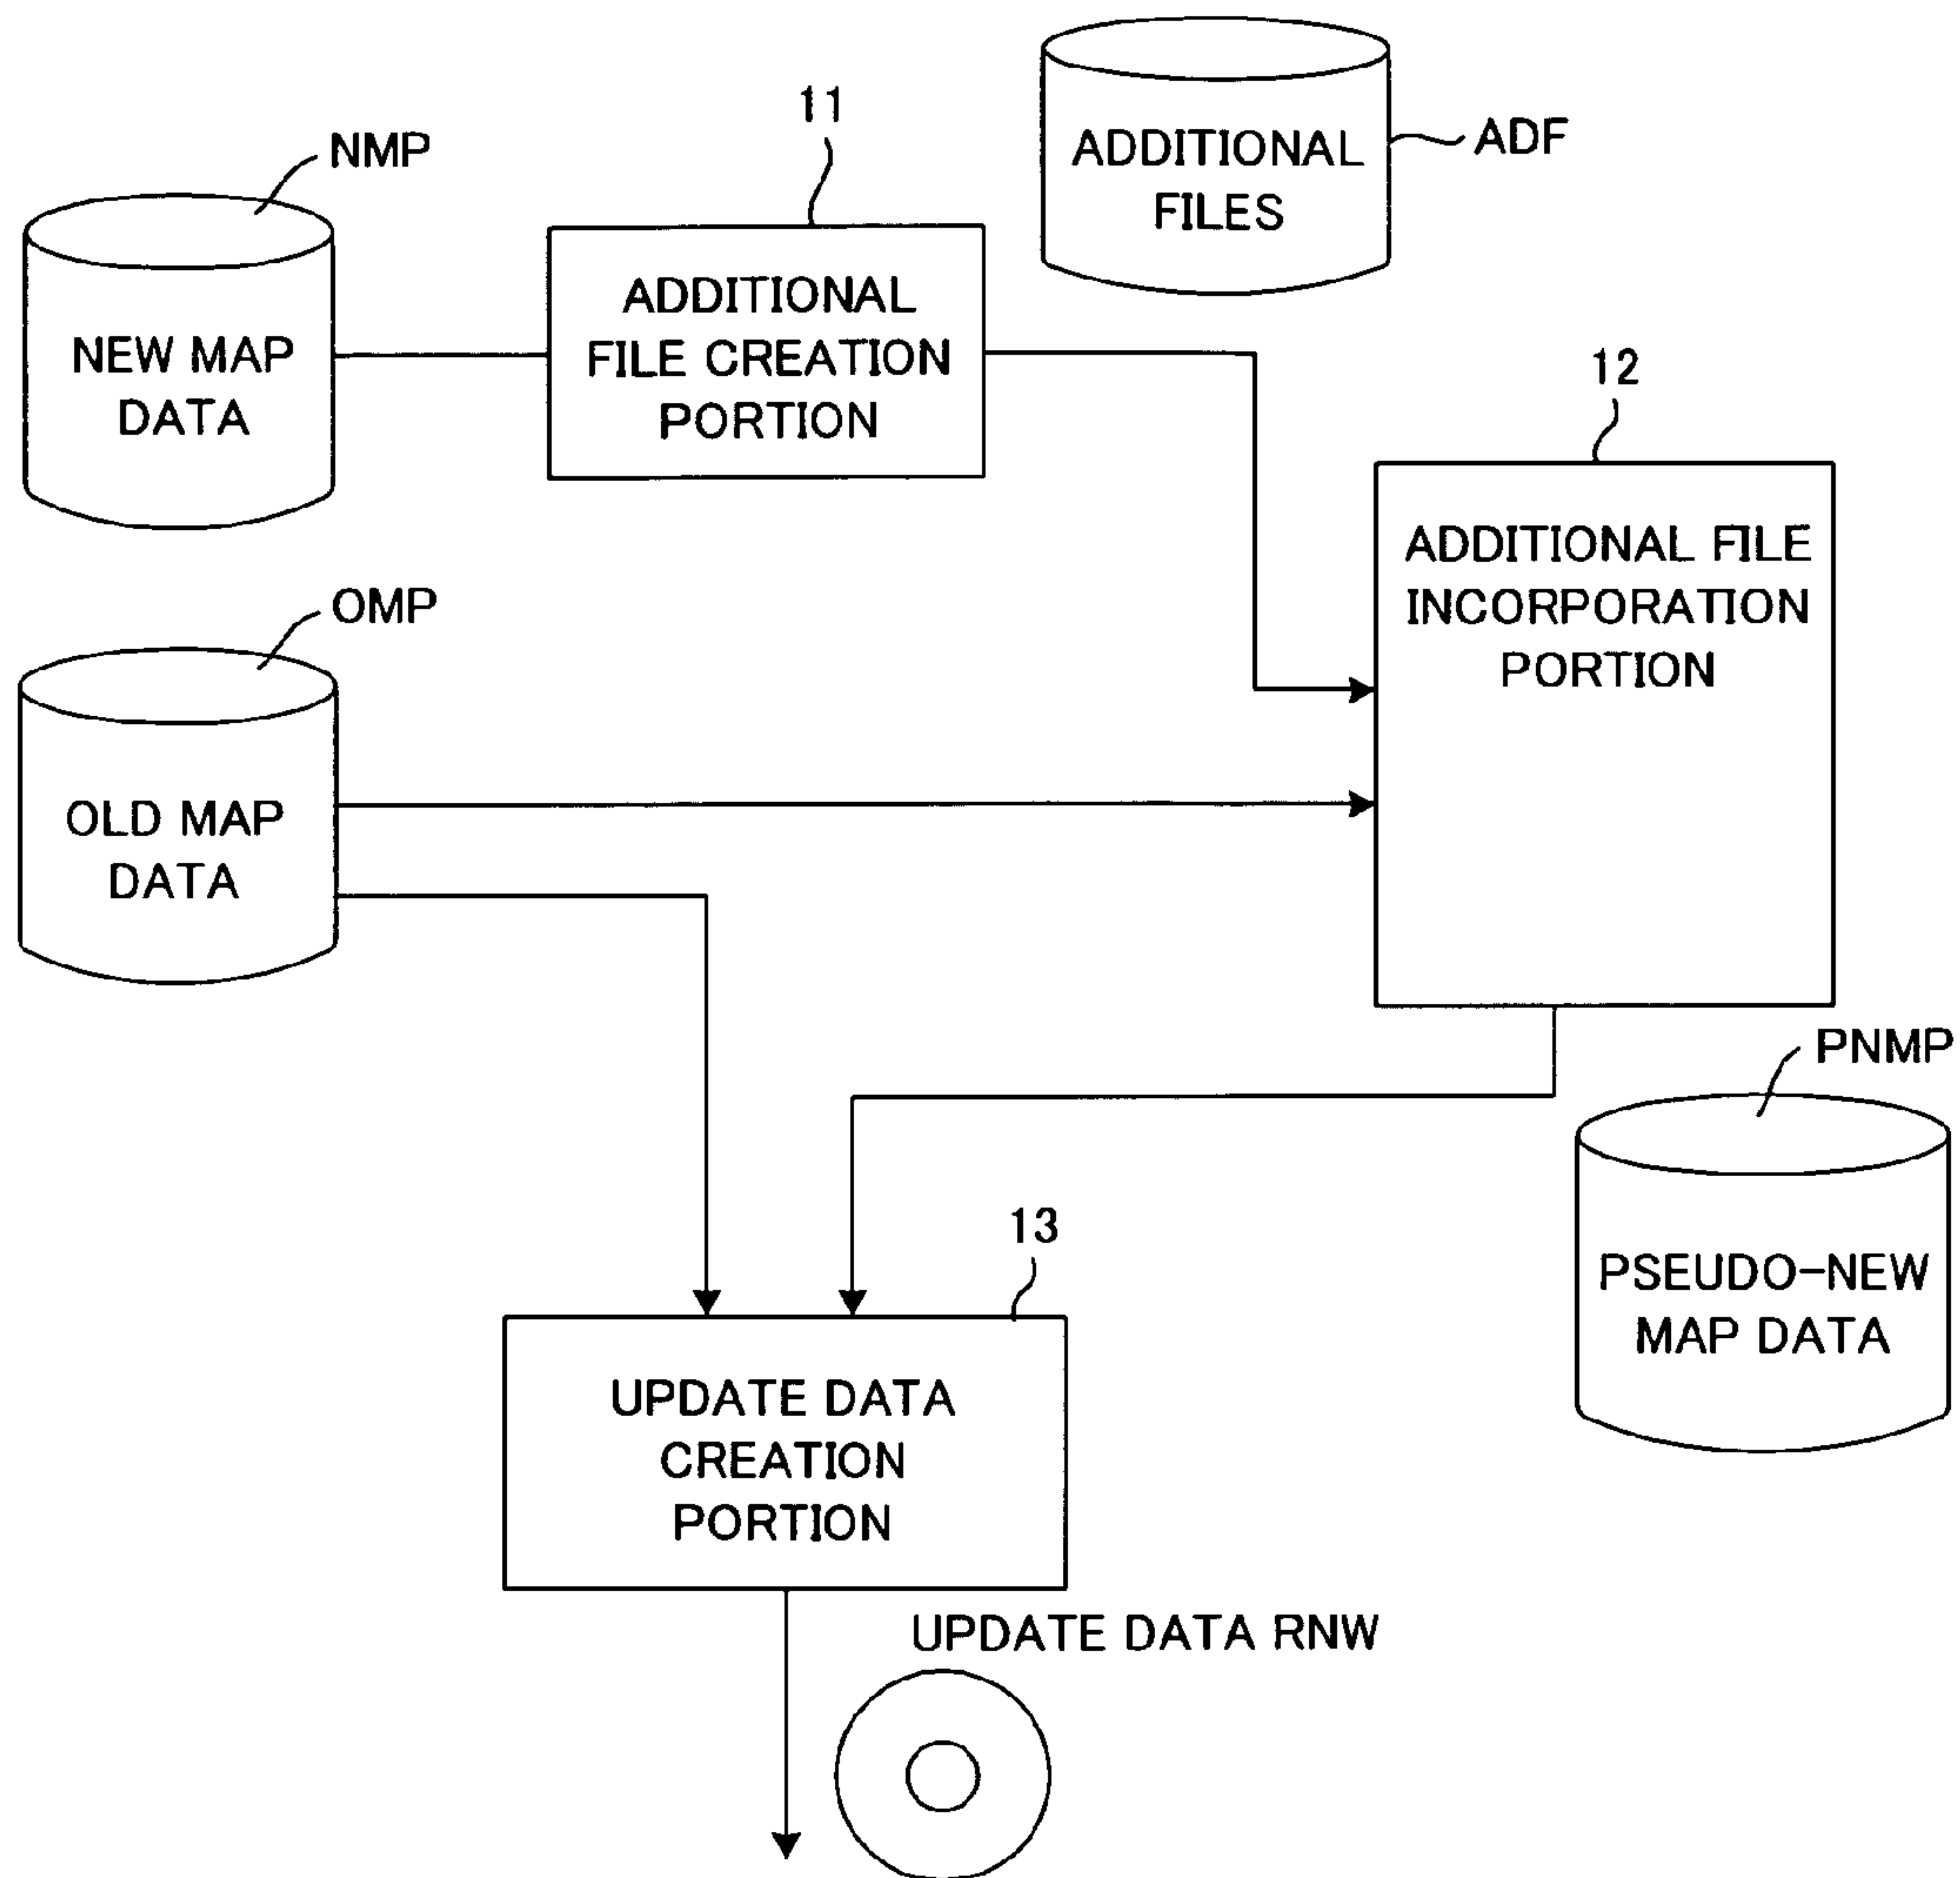 11
ADDITIONAL
FILES
ADF
NMP
NEW MAP
DATA
ADDITIONAL
FILE CREATION
PORTION
12
ADDITIONAL FILE
INCORPORATION
PORTION
OMP
OLD MAP
DATA
PNMP
PSEUDO-NEW
MAP DATA
13
UPDATE DATA
CREATION
PORTION
UPDATE DATA RNW